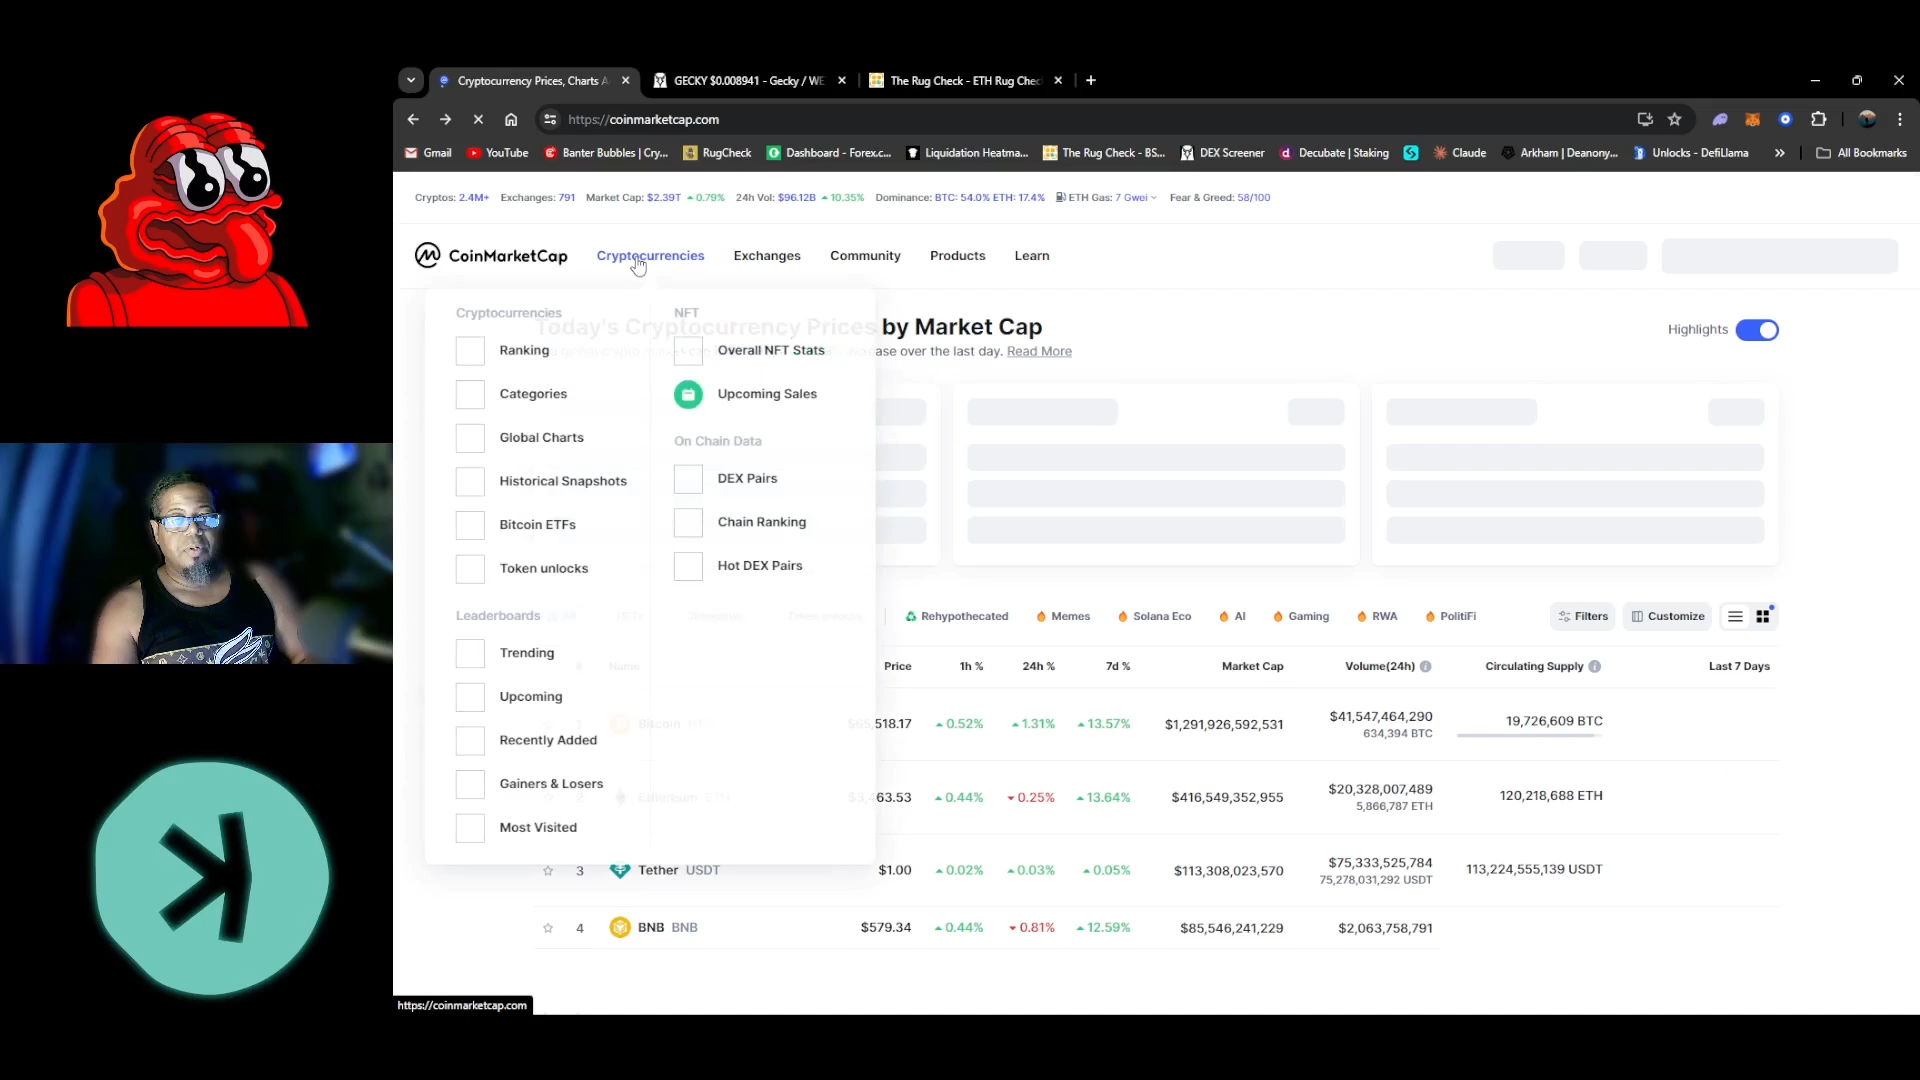 Cryptocurrency Prices, Charts A
GECKY $0.008941 - Gecky / WE
The Rug Check - ETH Rug Chec
https://coinmarketcap.com
Gmail
YouTube
Banter Bubbles | Cry...
RugCheck
Dashboard - Forex.c...
Liquidation Heatma...
The Rug Check - BS...
DEX Screener
Decubate | Staking
Claude
Arkham | Deanony...
Unlocks - DefiLlama
All Bookmarks
Cryptos: 2.4M+ Exchanges: 791 Market Cap: $2.39T 0.79% 24h Vol: $96.12B 10.35% Dominance: BTC: 54.0% ETH: 17.4% ETH Gas: 7 Gwei Fear & Greed: 58/100
CoinMarketCap Cryptocurrencies Exchanges Community Products Learn
Today's Cryptocurrency Prices by Market Cap
Highlights
ease over the last day. Read More
Cryptocurrencies
Ranking
Categories
Global Charts
Historical Snapshots
Bitcoin ETFs
Token unlocks
Leaderboards
Trending
Upcoming
Recently Added
Gainers & Losers
Most Visited
NFT
Overall NFT Stats
Upcoming Sales
On Chain Data
DEX Pairs
Chain Ranking
Hot DEX Pairs
Rehypothecated Memes Solana Eco AI Gaming RWA PolitiFi Filters Customize
# Name Price 1h % 24h % 7d % Market Cap Volume(24h) Circulating Supply Last 7 Days
1 Bitcoin $65,518.17 0.52% 1.31% 13.57% $1,291,926,592,531 $41,547,464,290 19,726,609 BTC
634,394 BTC
2 Ethereum ETH $3,463.53 0.44% 0.25% 13.64% $416,549,352,955 $20,328,007,489 120,218,688 ETH
5,866,787 ETH
3 Tether USDT $1.00 0.02% 0.03% 0.05% $113,308,023,570 $75,333,525,784 113,224,555,139 USDT
75,278,031,292 USDT
4 BNB BNB $579.34 0.44% 0.81% 12.59% $85,546,241,229 $2,063,758,791
https://coinmarketcap.com